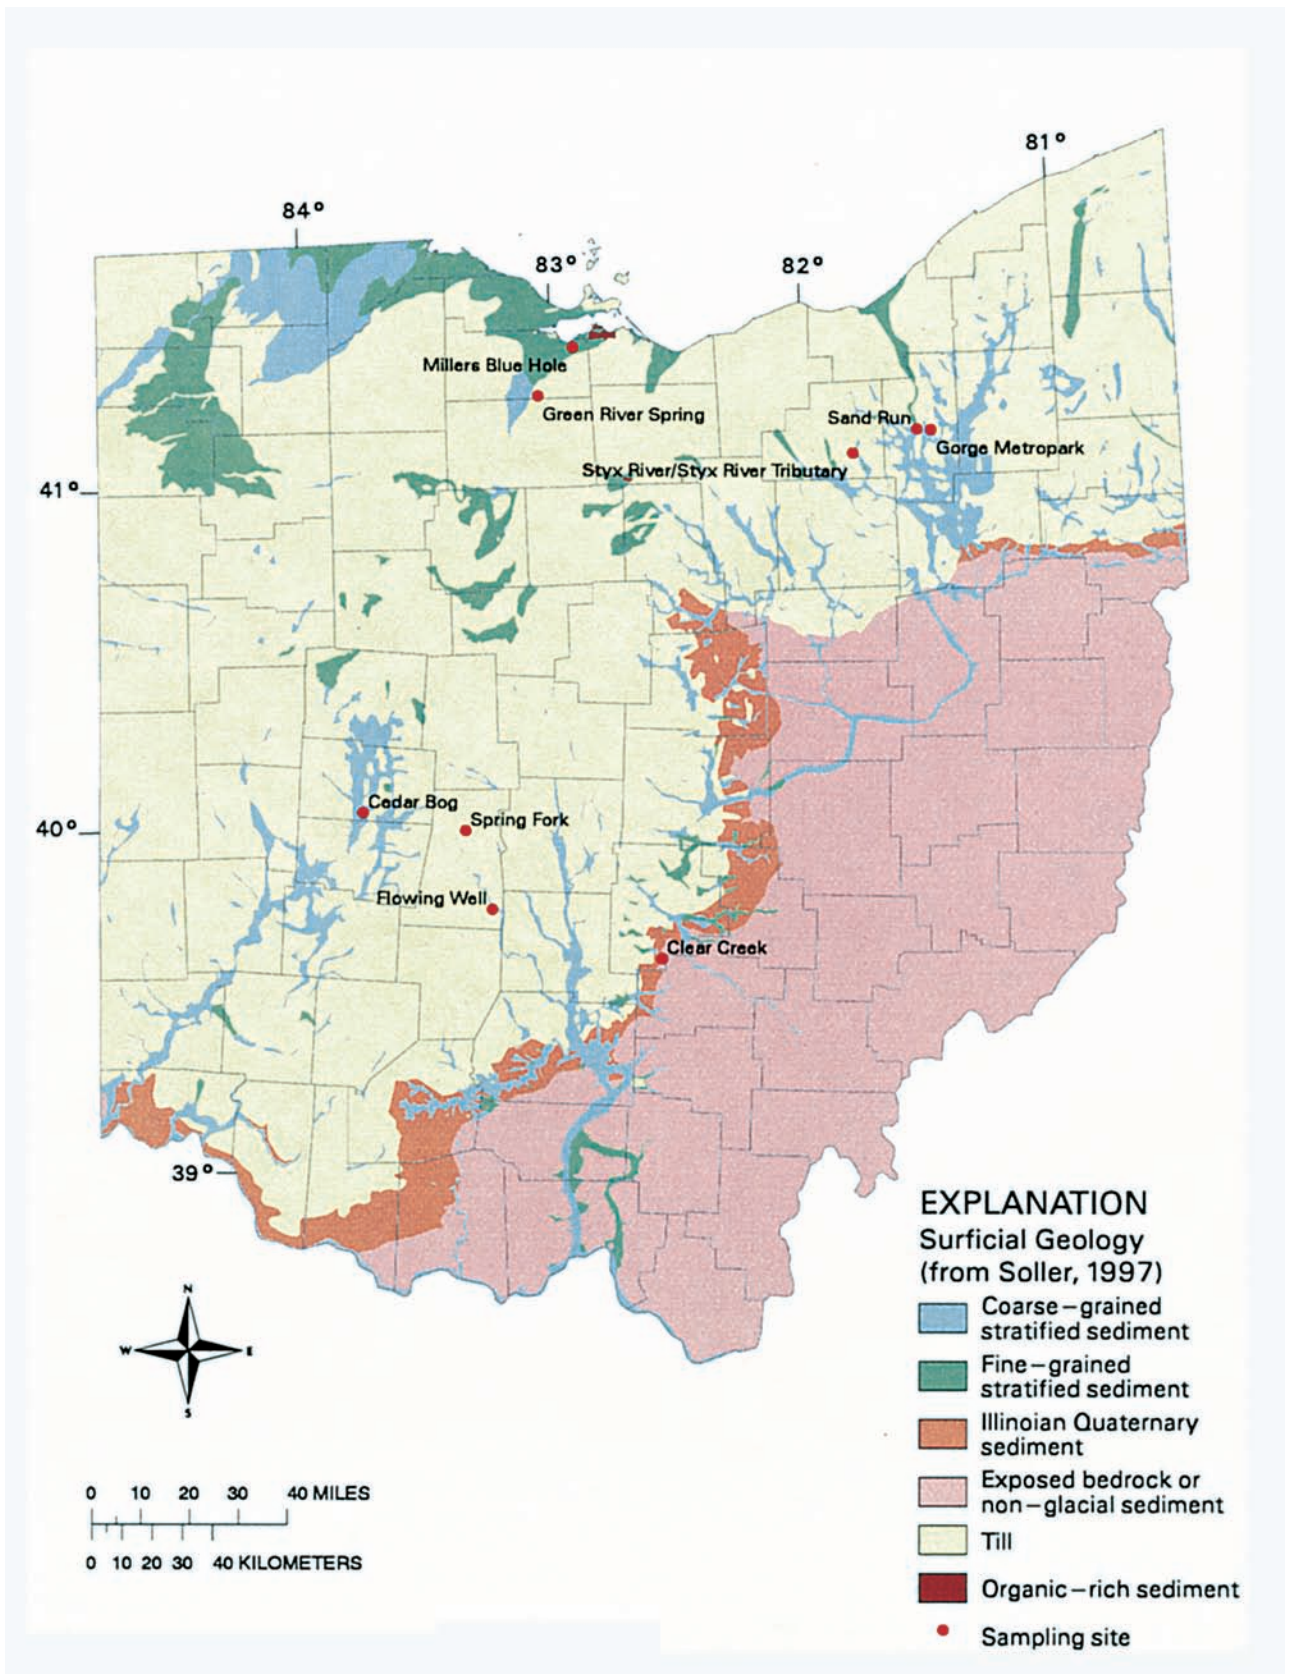 81°
84°
83°
82°
Millers Blue Hole
Green River Spring
Sand Run
Gorge Metropark
Styx River/Styx River Tributary
41°
Cedar Bog
Spring Fork
40°
Flowing Well
Clear Creek
39°
N
W
E
S
0 10 20 30 40 MILES
0 10 20 30 40 KILOMETERS
EXPLANATION
Surficial Geology
(from Soller, 1997)
Coarse–grained
stratified sediment
Fine–grained
stratified sediment
Illinoian Quaternary
sediment
Exposed bedrock or
non–glacial sediment
Till
Organic–rich sediment
Sampling site